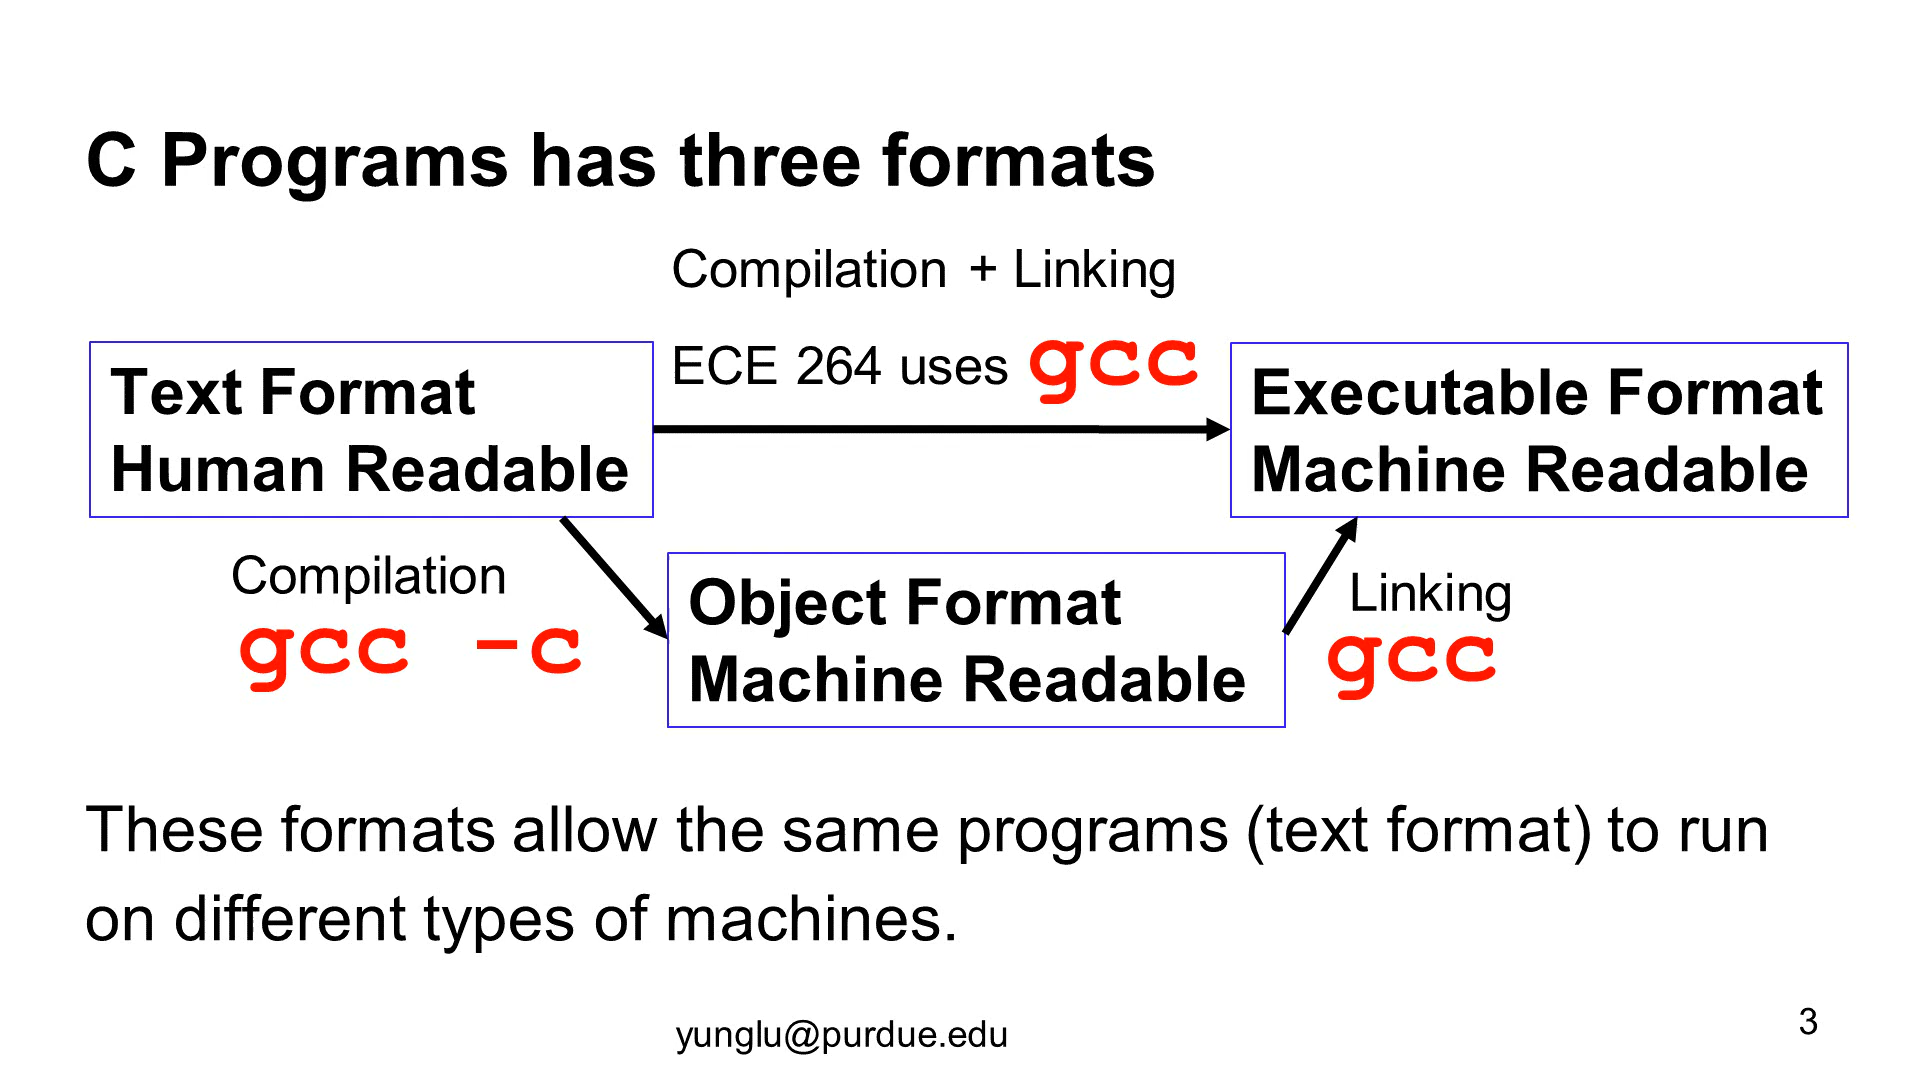 C Programs has three formats
Compilation + Linking
ECE 264 uses gcc
Text Format
Human Readable
Executable Format
Machine Readable
Compilation
gcc -c
Object Format
Machine Readable
Linking
gcc
These formats allow the same programs (text format) to run
on different types of machines.
yunglu@purdue.edu
3